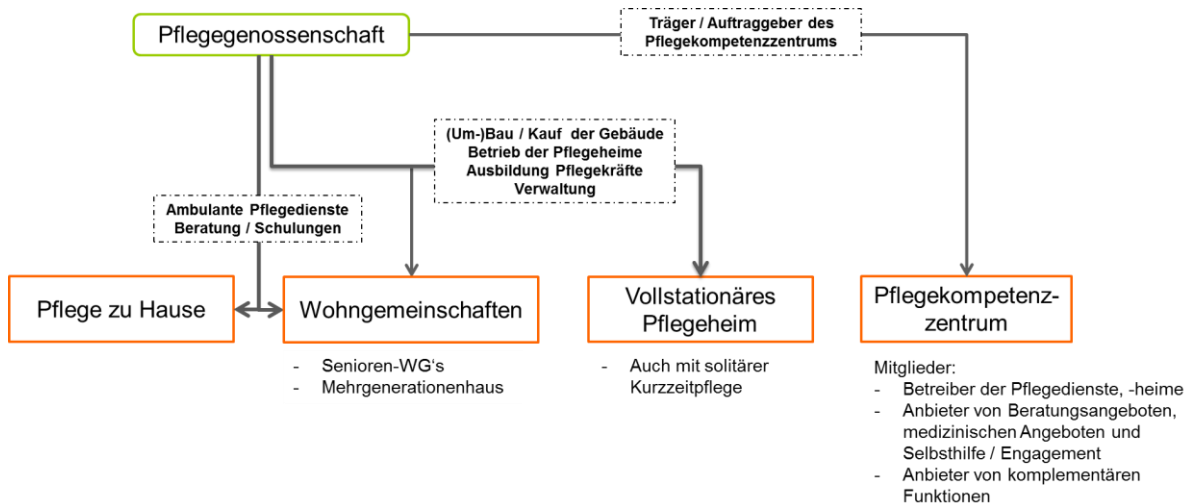 Pflegegenossenschaft
Träger / Auftraggeber des
Pflegekompetenzzentrums
(Um-)Bau / Kauf der Gebäude
Betrieb der Pflegeheime
Ausbildung Pflegekräfte
Verwaltung
Ambulante Pflegedienste
Beratung / Schulungen
Pflege zu Hause
Wohngemeinschaften
- Senioren-WG‘s
- Mehrgenerationenhaus
Vollstationäres
Pflegeheim
- Auch mit solitärer
Kurzzeitpflege
Pflegekompetenz-
zentrum
Mitglieder:
- Betreiber der Pflegedienste, -heime
- Anbieter von Beratungsangeboten,
medizinischen Angeboten und
Selbsthilfe / Engagement
- Anbieter von komplementären
Funktionen